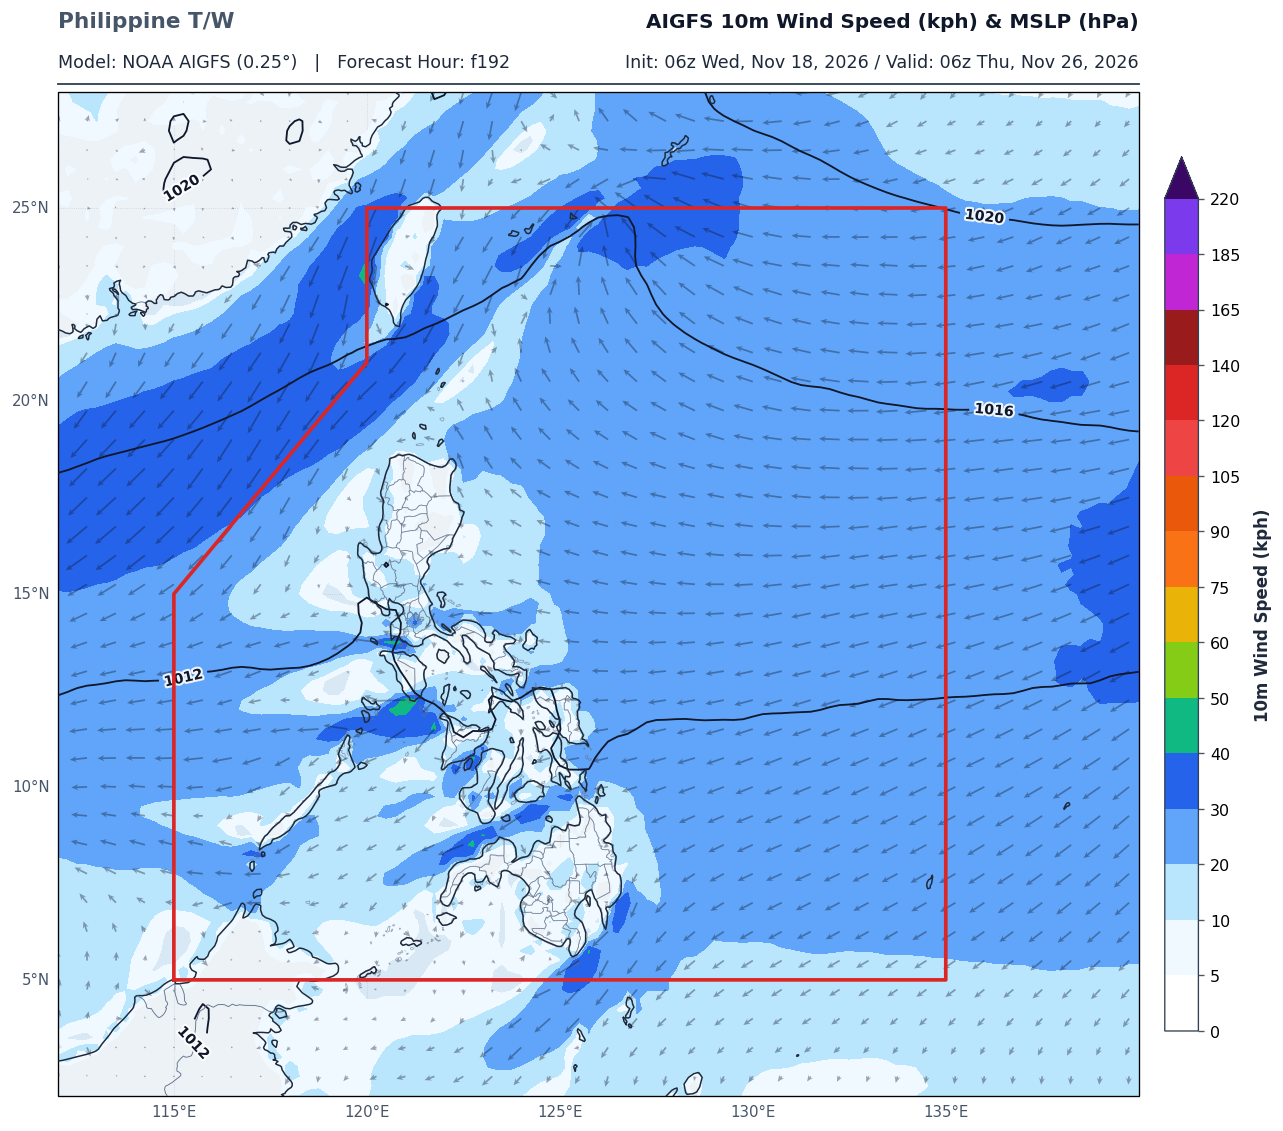 Philippine T/W
AIGFS 10m Wind Speed (kph) & MSLP (hPa)
Model: NOAA AIGFS (0.25°) | Forecast Hour: f192
Init: 06z Wed, Nov 18, 2026 / Valid: 06z Thu, Nov 26, 2026
1020
1020
1016
1012
1012
25°N
20°N
15°N
10°N
5°N
115°E
120°E
125°E
130°E
135°E
220
185
165
140
120
105
90
75
60
50
40
30
20
10
5
0
10m Wind Speed (kph)